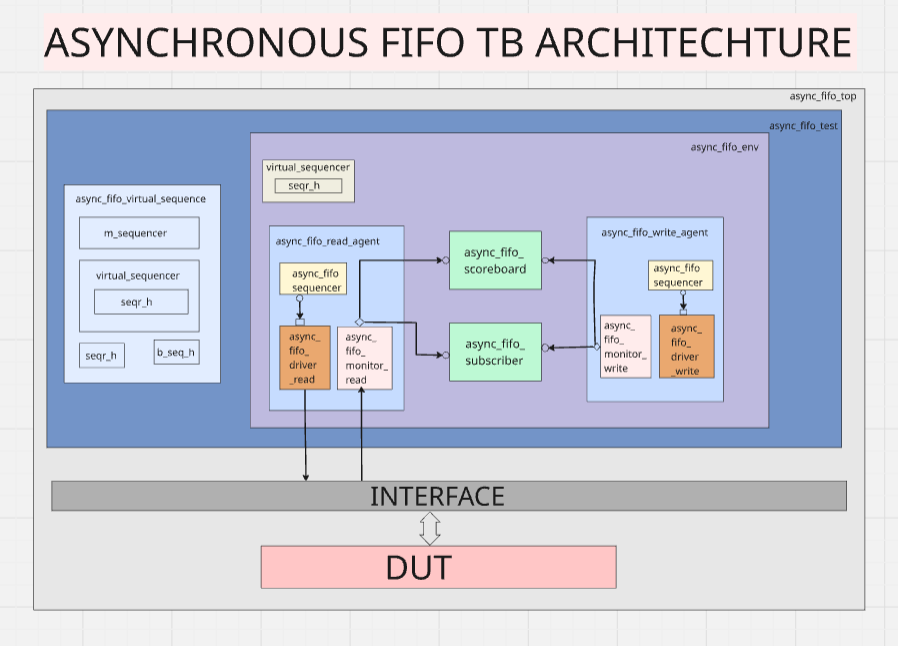 ASYNCHRONOUS FIFO TB ARCHITECHTURE
async_fifo_top
async_fifo_test
async_fifo_env
virtual_sequencer
seqr_h
async_fifo_virtual_sequence
m_sequencer
virtual_sequencer
seqr_h
seqr_h
b_seq_h
async_fifo_read_agent
async_fifo
sequencer
async_
fifo_
driver
_read
async_
fifo_
monitor_
read
async_fifo_
scoreboard
async_fifo_
subscriber
async_fifo_write_agent
async_fifo
sequencer
async_
fifo_
monitor_
write
async_
fifo_
driver
_write
INTERFACE
DUT